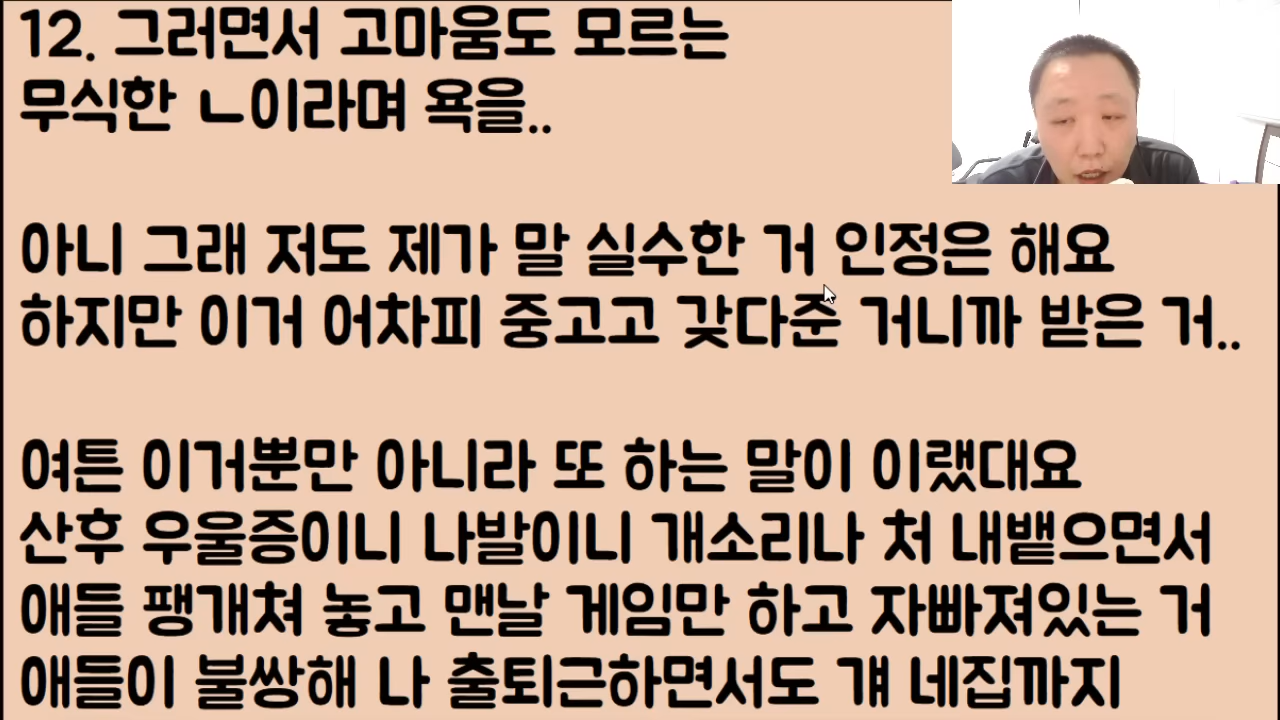 12. 그러면서 고마움도 모르는
무식한 ㄴ이라며 욕을..
아니 그래 저도 제가 말 실수한 거 인정은 해요
하지만 이거 어차피 중고고 갖다준 거니까 받은 거..
여튼 이거뿐만 아니라 또 하는 말이 이랬대요
산후 우울증이니 나발이니 개소리나 처 내뱉으면서
애들 팽개쳐 놓고 맨날 게임만 하고 자빠져있는 거
애들이 불쌍해 나 출퇴근하면서도 걔 네집까지